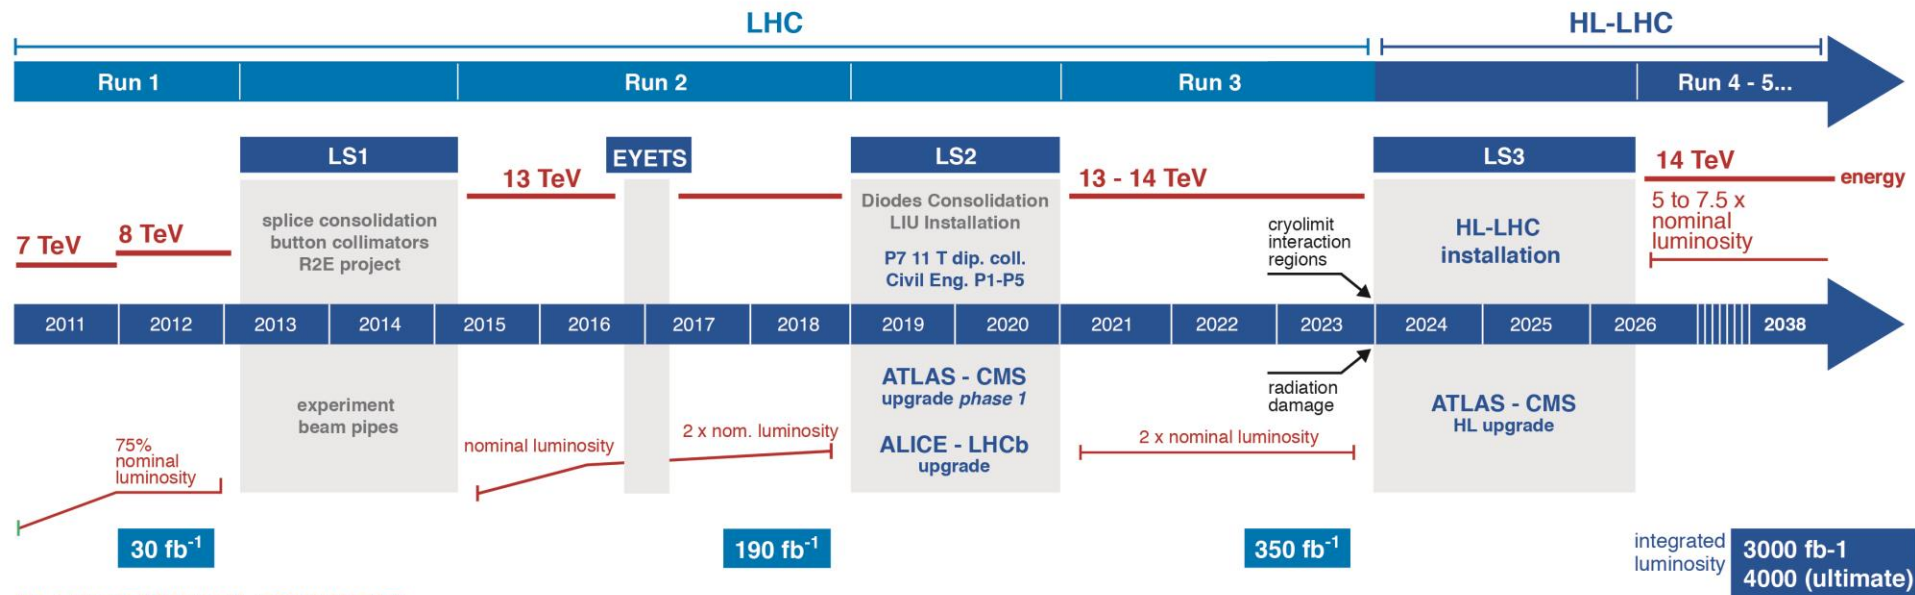 LHC
HL-LHC
Run 1
Run 2
Run 3
Run 4 - 5...
LS1
EYETS
LS2
LS3
7 TeV
8 TeV
13 TeV
13 - 14 TeV
14 TeV
energy
splice consolidation
button collimators
R2E project
Diodes Consolidation
LIU Installation
P7 11 T dip. coll.
Civil Eng. P1-P5
cryolimit
interaction
regions
HL-LHC
installation
5 to 7.5 x
nominal
luminosity
2011 2012 2013 2014 2015 2016 2017 2018 2019 2020 2021 2022 2023 2024 2025 2026 2038
experiment
beam pipes
ATLAS - CMS
upgrade phase 1
ALICE - LHCb
upgrade
radiation
damage
ATLAS - CMS
HL upgrade
75%
nominal
luminosity
nominal luminosity
2 x nom. luminosity
2 x nominal luminosity
30 fb-1
190 fb-1
350 fb-1
integrated
luminosity
3000 fb-1
4000 (ultimate)